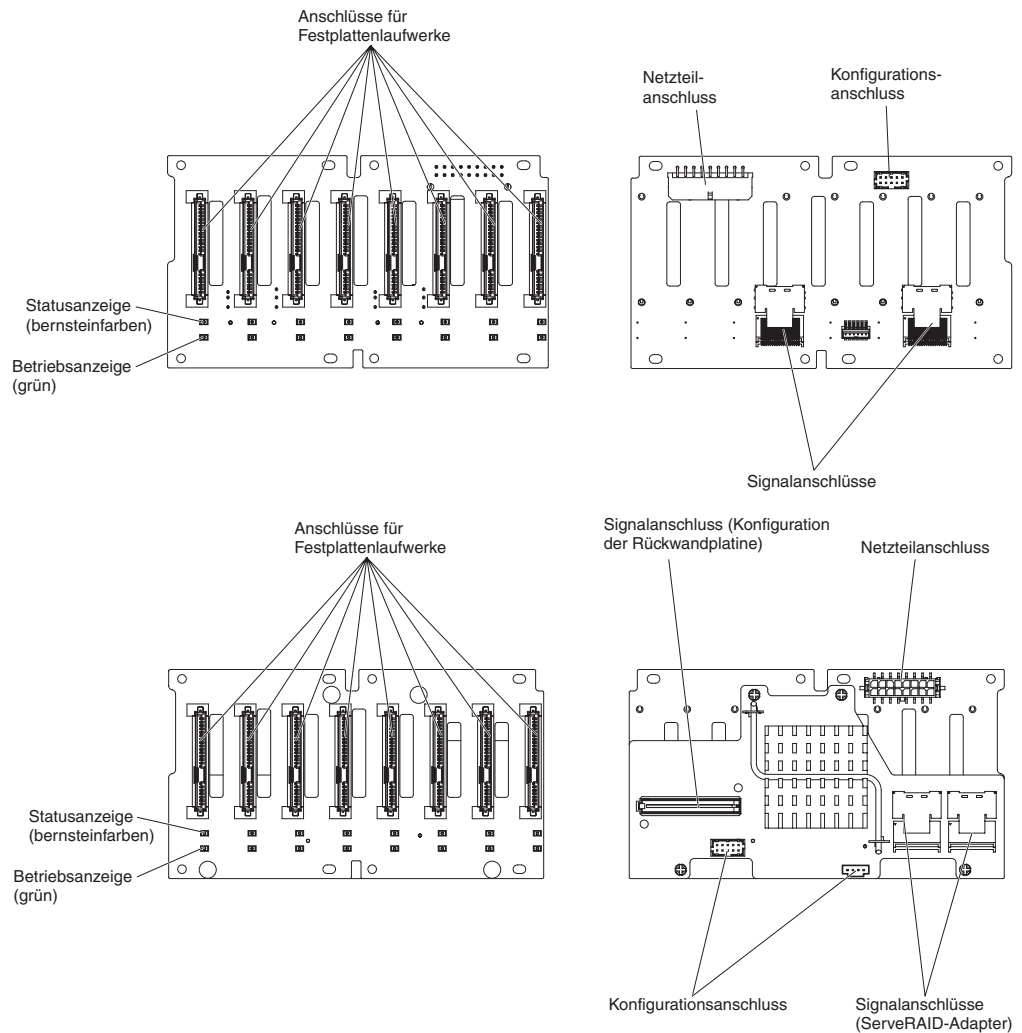 Anschlüsse für
Festplattenlaufwerke
Netzteil-
anschluss
Konfigurations-
anschluss
Statusanzeige
(bernsteinfarben)
Betriebsanzeige
(grün)
Signalanschlüsse
Anschlüsse für
Festplattenlaufwerke
Signalanschluss (Konfiguration
der Rückwandplatine)
Netzteilanschluss
Statusanzeige
(bernsteinfarben)
Betriebsanzeige
(grün)
Konfigurationsanschluss
Signalanschlüsse
(ServeRAID-Adapter)